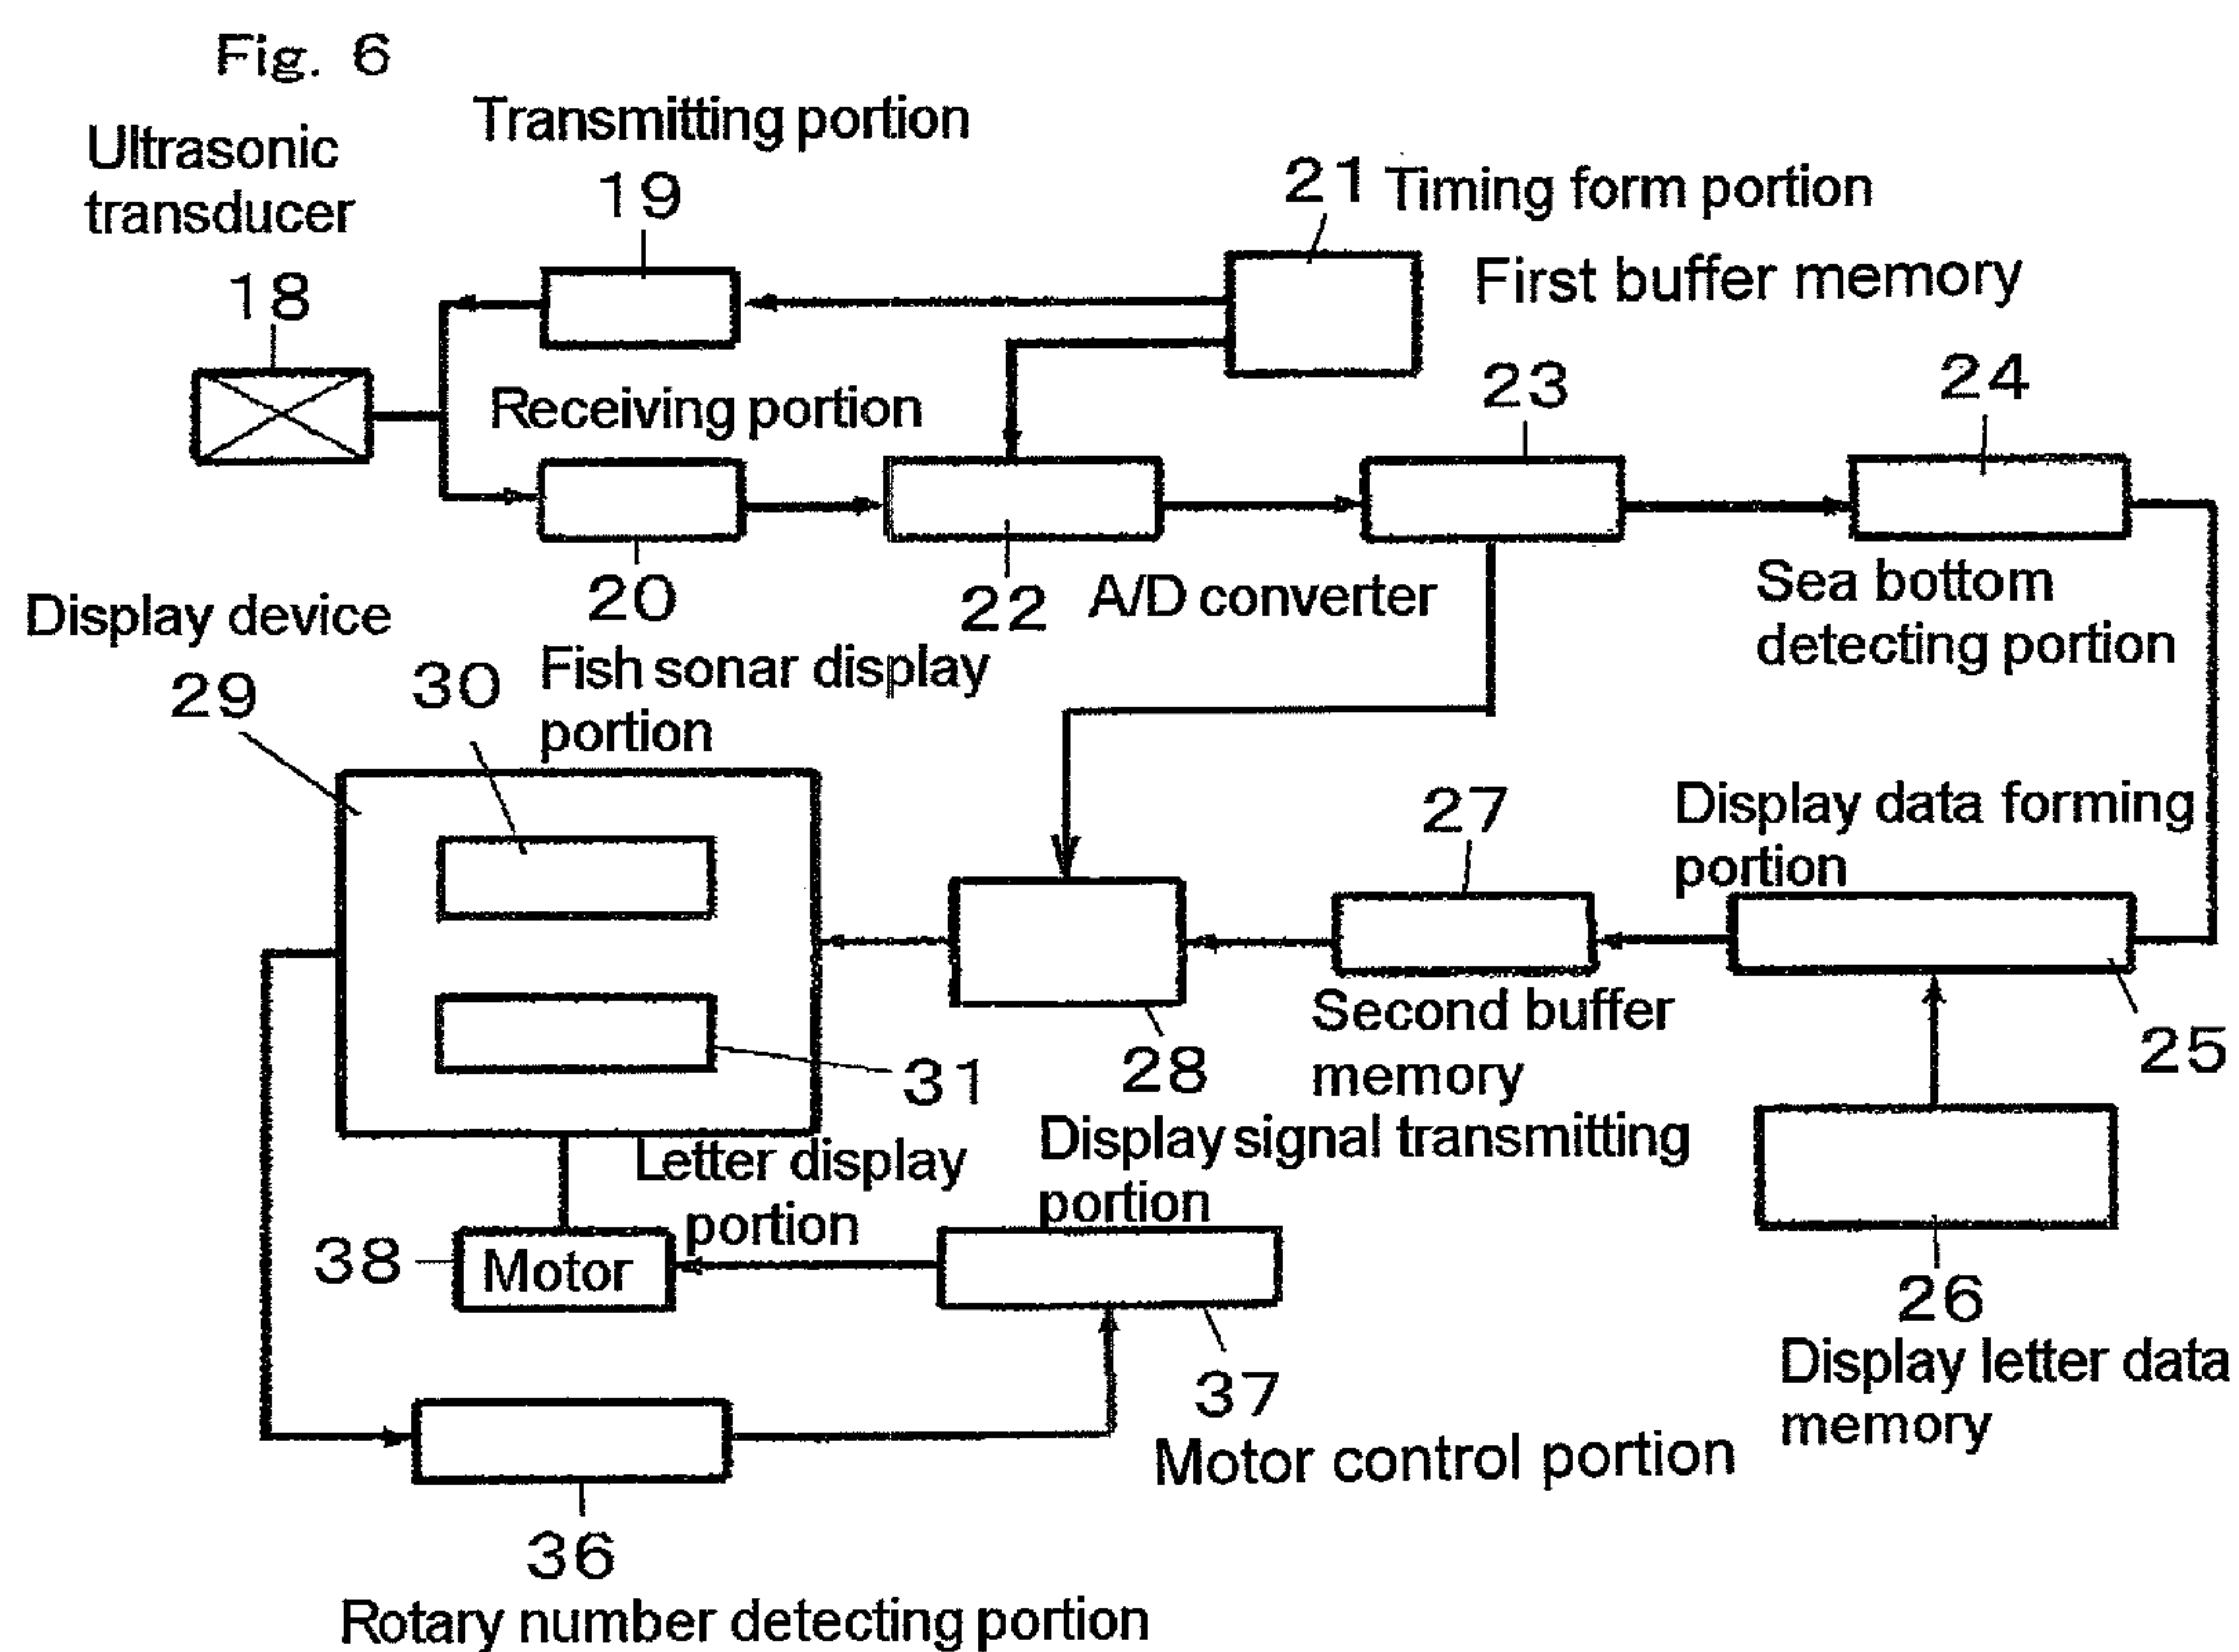 Fig. 6
Ultrasonic
transducer
18
Transmitting portion
19
21 Timing form portion
First buffer memory
23
24
Receiving portion
20
22 A/D converter
Sea bottom
detecting portion
Display device
29
30
Fish sonar display
portion
27
Display data forming
portion
25
Second buffer
memory
28
Display signal transmitting
portion
31
Letter display
portion
38
Motor
26
Display letter data
memory
37
Motor control portion
36
Rotary number detecting portion